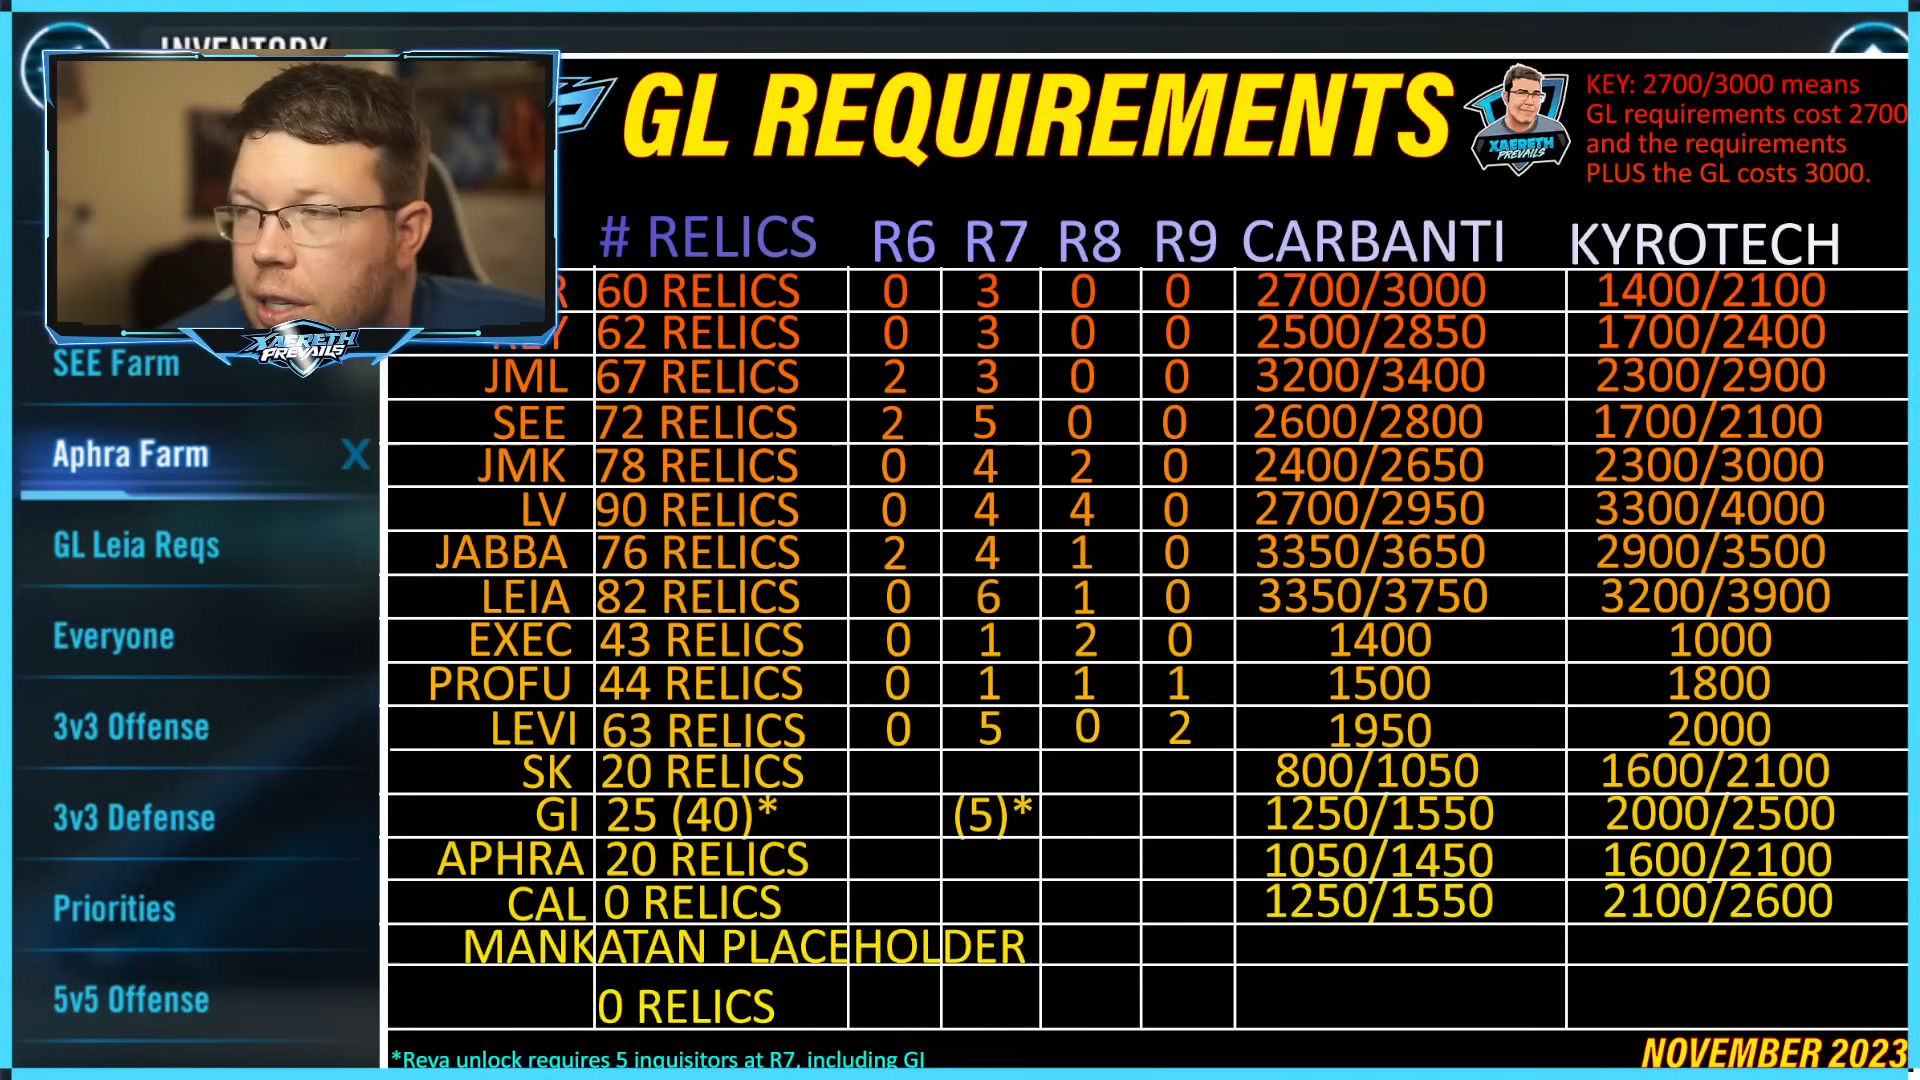 INVENTORY
GL REQUIREMENTS
XAERETH
PREVAILS
KEY: 2700/3000 means
GL requirements cost 2700
and the requirements
PLUS the GL costs 3000.
# RELICS R6 R7 R8 R9 CARBANTI KYROTECH
R 60 RELICS 0 3 0 0 2700/3000 1400/2100
62 RELICS 0 3 0 0 2500/2850 1700/2400
JML 67 RELICS 2 3 0 0 3200/3400 2300/2900
SEE 72 RELICS 2 5 0 0 2600/2800 1700/2100
JMK 78 RELICS 0 4 2 0 2400/2650 2300/3000
LV 90 RELICS 0 4 4 0 2700/2950 3300/4000
JABBA 76 RELICS 2 4 1 0 3350/3650 2900/3500
LEIA 82 RELICS 0 6 1 0 3350/3750 3200/3900
EXEC 43 RELICS 0 1 2 0 1400 1000
PROFU 44 RELICS 0 1 1 1 1500 1800
LEVI 63 RELICS 0 5 0 2 1950 2000
SK 20 RELICS 800/1050 1600/2100
GI 25 (40)* (5)* 1250/1550 2000/2500
APHRA 20 RELICS 1050/1450 1600/2100
CAL 0 RELICS 1250/1550 2100/2600
MANKATAN PLACEHOLDER
0 RELICS
*Reva unlock requires 5 inquisitors at R7, including GI
NOVEMBER 2023
XAERETH
PREVAILS
SEE Farm
Aphra Farm X
GL Leia Reqs
Everyone
3v3 Offense
3v3 Defense
Priorities
5v5 Offense